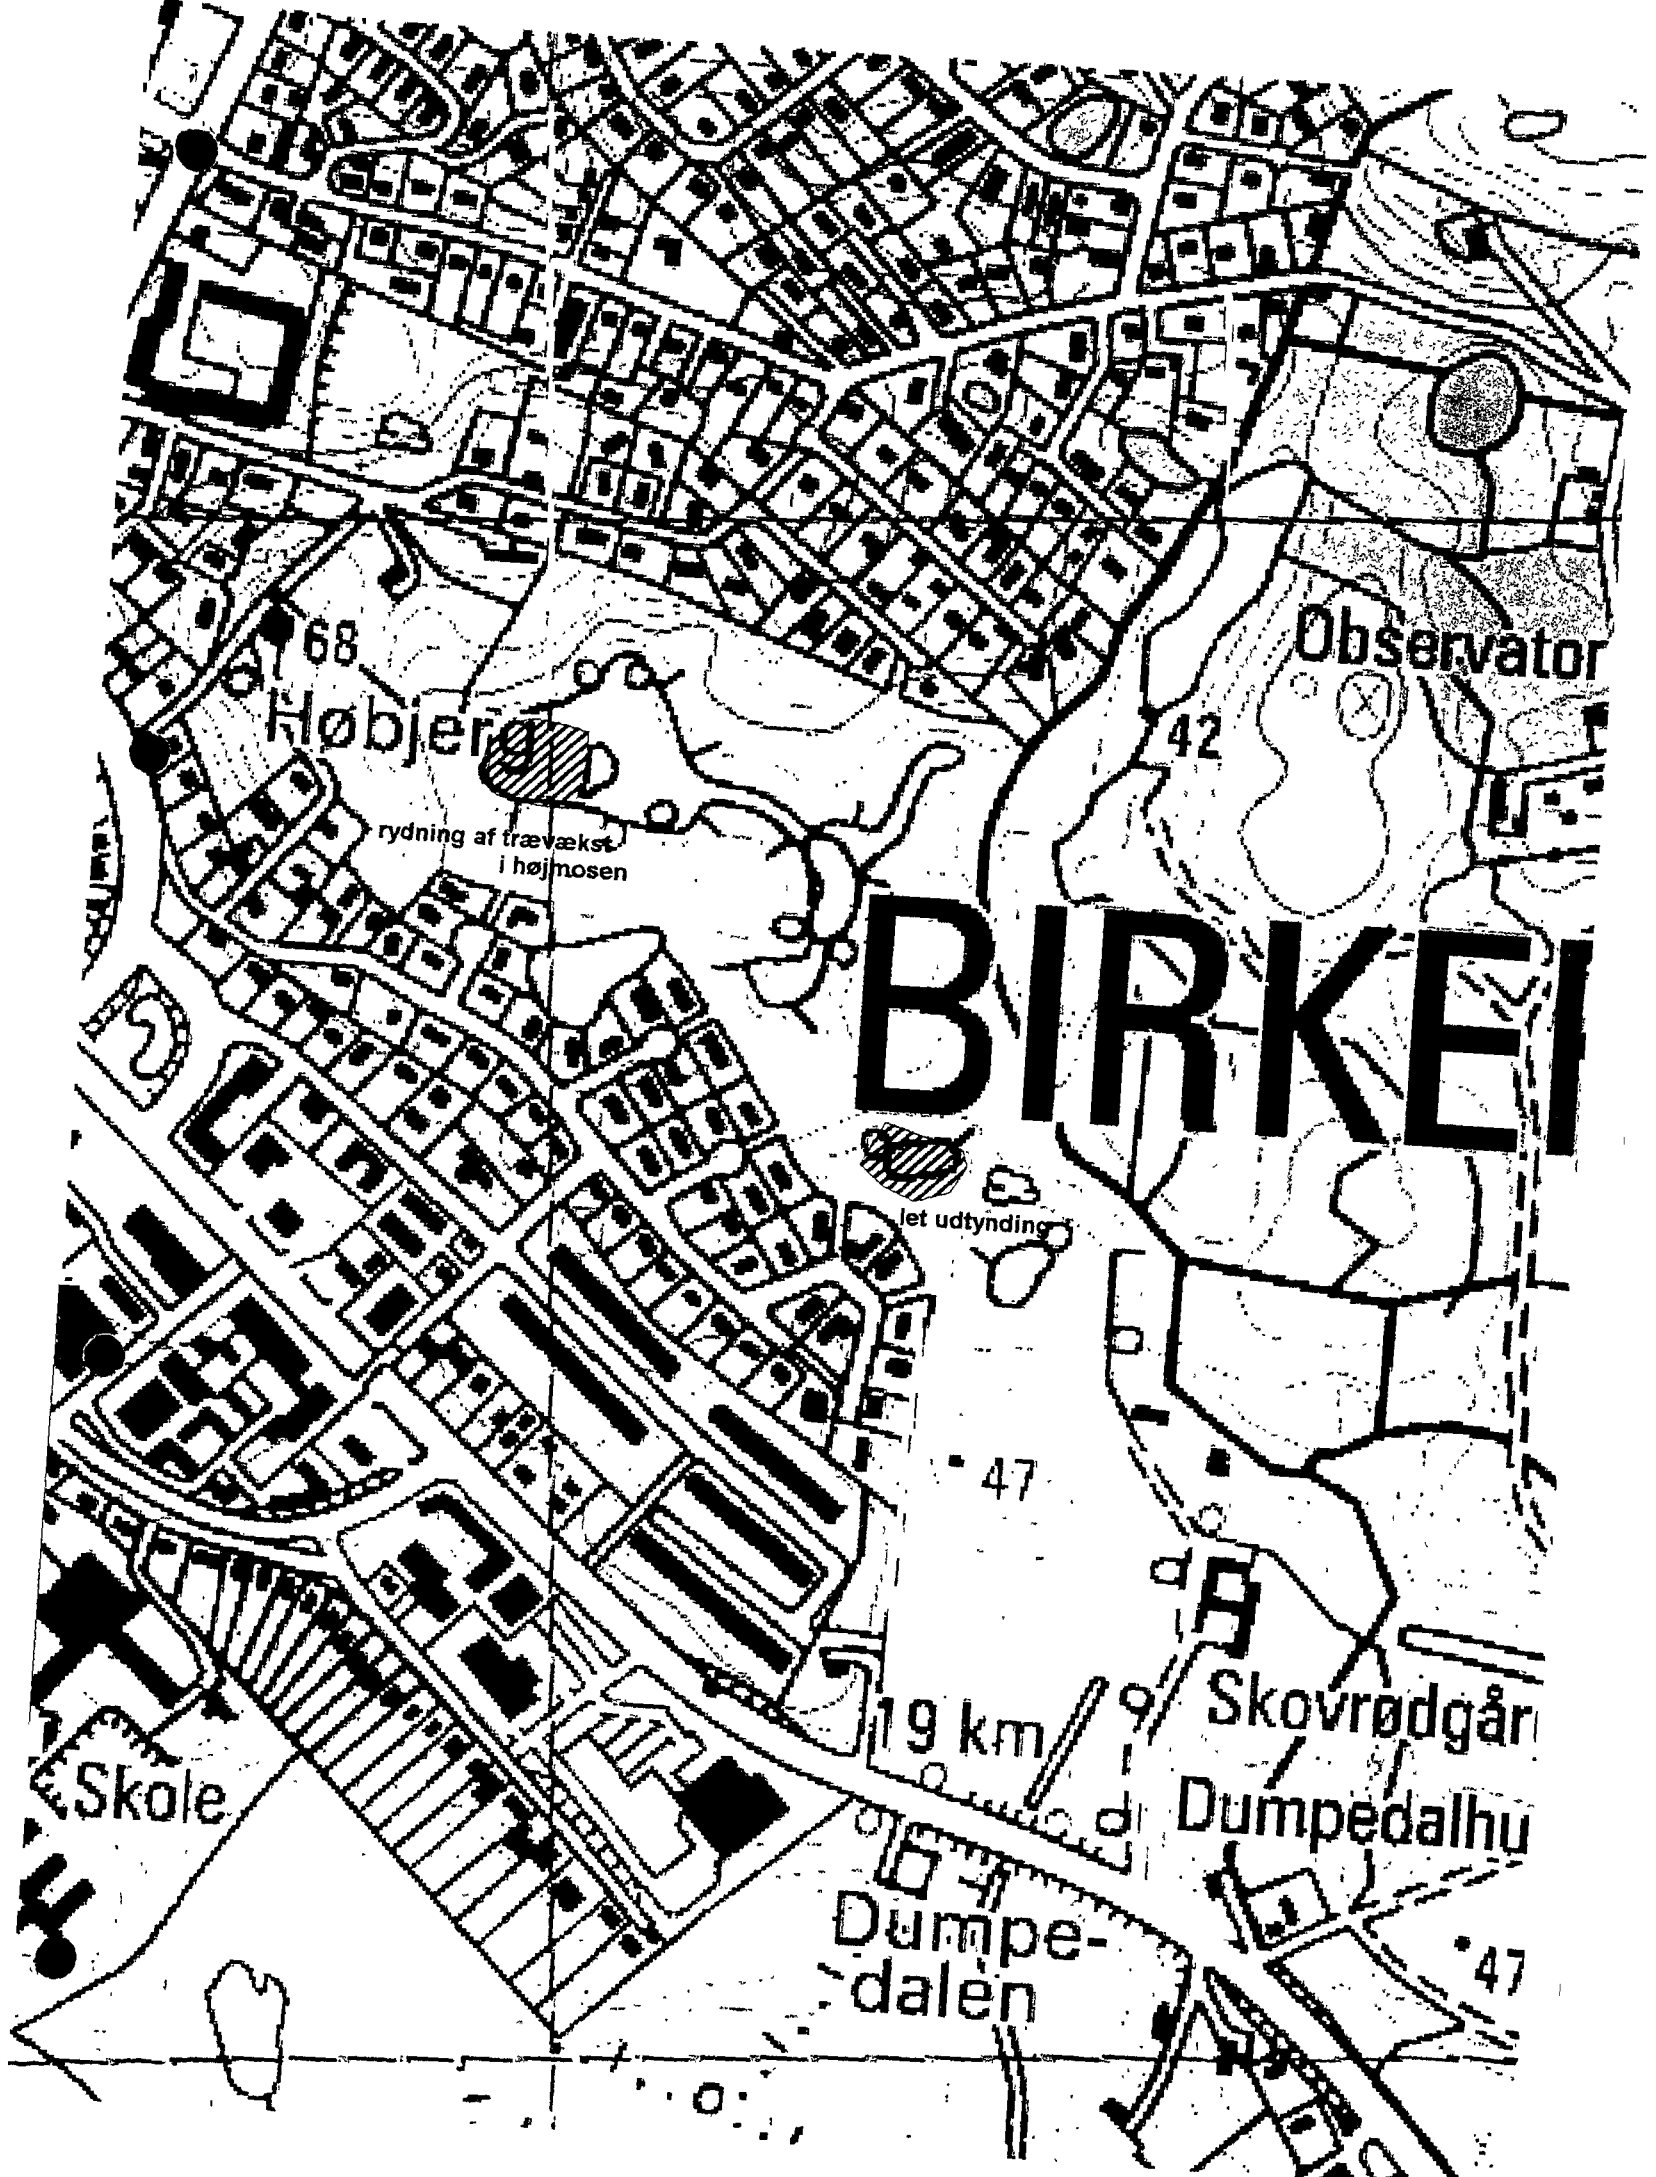 68
Observator
Højbjerg
42
rydning af trævækst
i højmosen
BIRKE
let udtynding
47
19 km
Skovrødgår
Skole
Dumpedalhu
Dumpe-
dalen
47